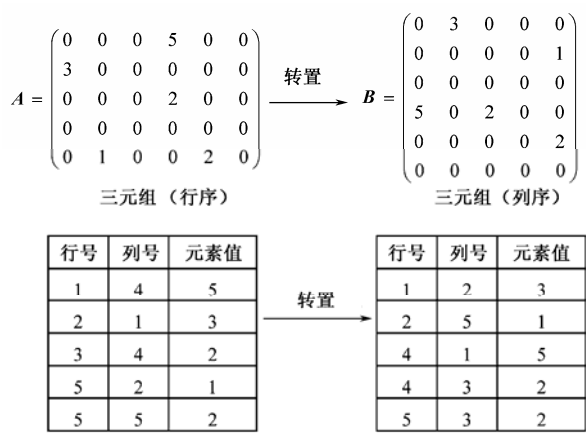 A =
0 0 0 5 0 0
3 0 0 0 0 0
0 0 0 2 0 0
0 0 0 0 0 0
0 1 0 0 2 0
转置
B =
0 3 0 0 0
0 0 0 0 1
0 0 0 0 0
5 0 2 0 0
0 0 0 0 2
0 0 0 0 0
三元组（行序）
三元组（列序）
行号 列号 元素值
1 4 5
2 1 3
3 4 2
5 2 1
5 5 2
转置
行号 列号 元素值
1 2 3
2 5 1
4 1 5
4 3 2
5 3 2